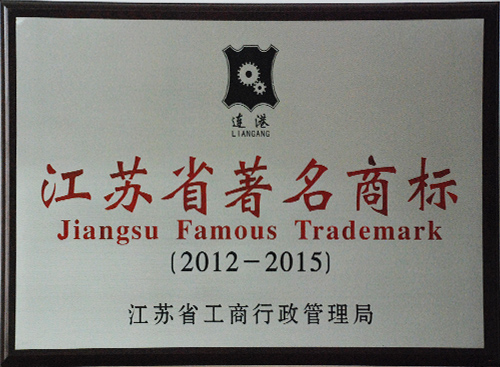 连港
LIANGANG
江苏省著名商标
Jiangsu Famous Trademark
(2012-2015)
江苏省工商行政管理局